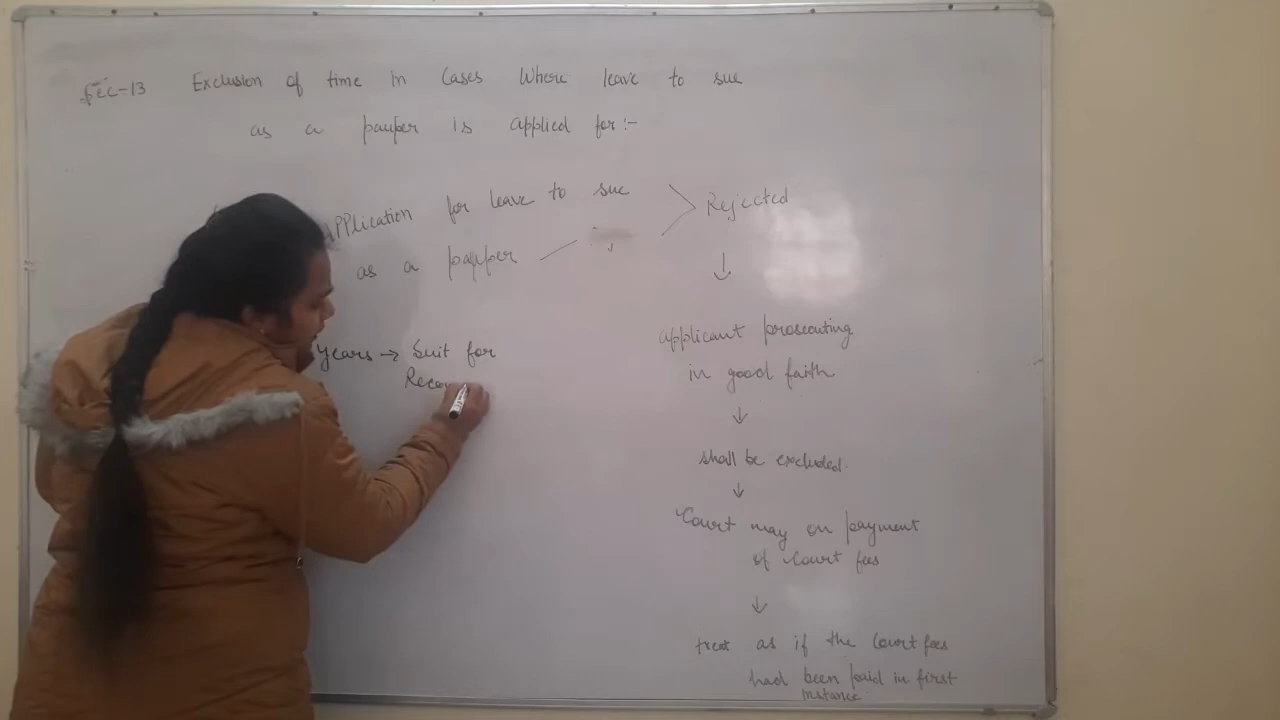 Sec-13 Exclusion of time in Cases Where leave to sue
as a pauper is applied for:-
Application for leave to sue
as a pauper
Rejected
years → Suit for
Reco
↓
applicant prosecuting
in good faith
↓
shall be excluded.
↓
Court may on payment
of Court fees
↓
treat as if the Court fees
had been paid in first
instance